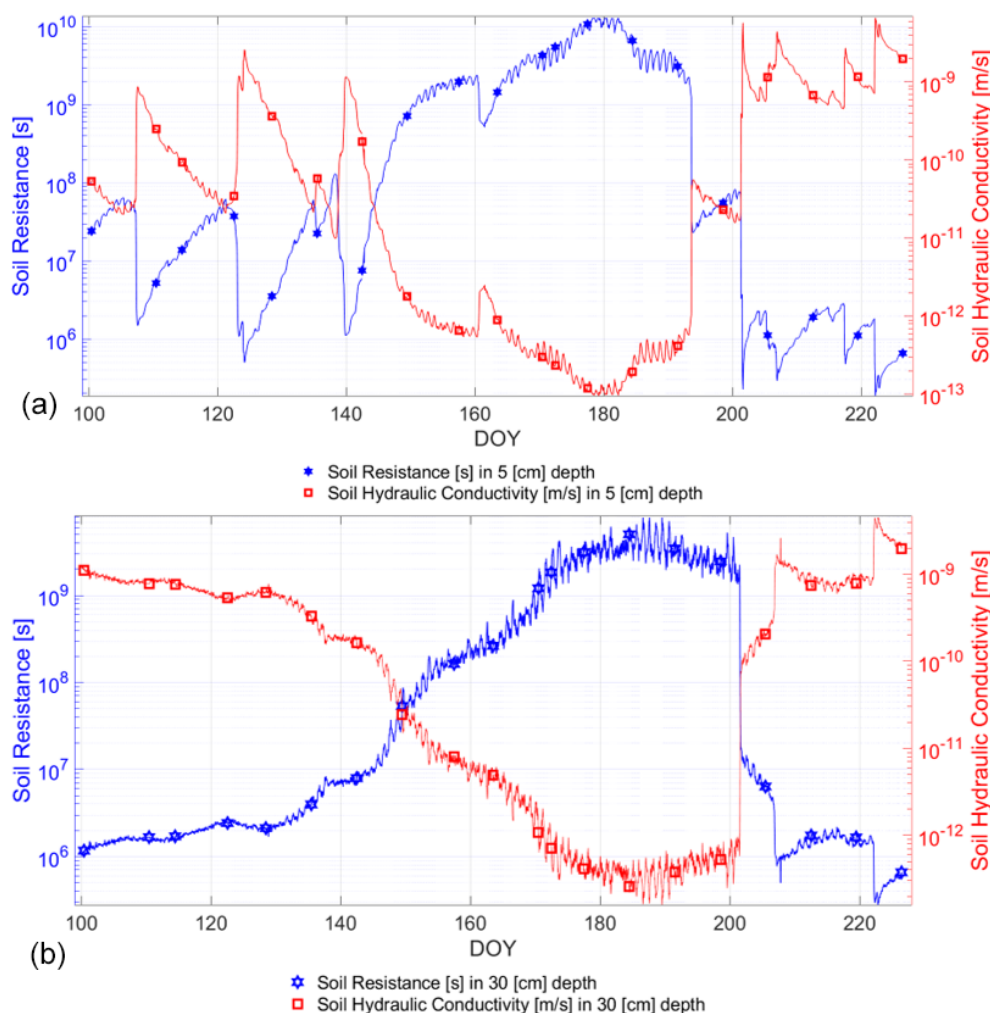 10^10
10^9
10^8
10^7
10^6
Soil Resistance [s]
10^-9
10^-10
10^-11
10^-12
10^-13
Soil Hydraulic Conductivity [m/s]
(a)
100 120 140 160 180 200 220
DOY
Soil Resistance [s] in 5 [cm] depth
Soil Hydraulic Conductivity [m/s] in 5 [cm] depth
10^9
10^8
10^7
10^6
Soil Resistance [s]
10^-9
10^-10
10^-11
10^-12
Soil Hydraulic Conductivity [m/s]
100 120 140 160 180 200 220
(b)
DOY
Soil Resistance [s] in 30 [cm] depth
Soil Hydraulic Conductivity [m/s] in 30 [cm] depth